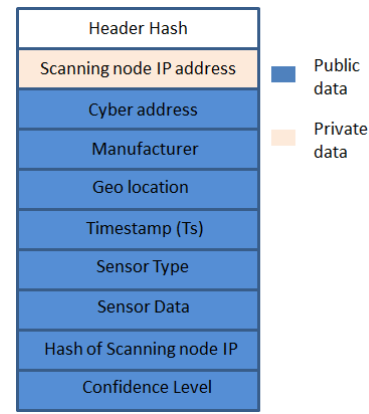 Header Hash
Scanning node IP address
Cyber address
Manufacturer
Geo location
Timestamp (Ts)
Sensor Type
Sensor Data
Hash of Scanning node IP
Confidence Level
Public
data
Private
data